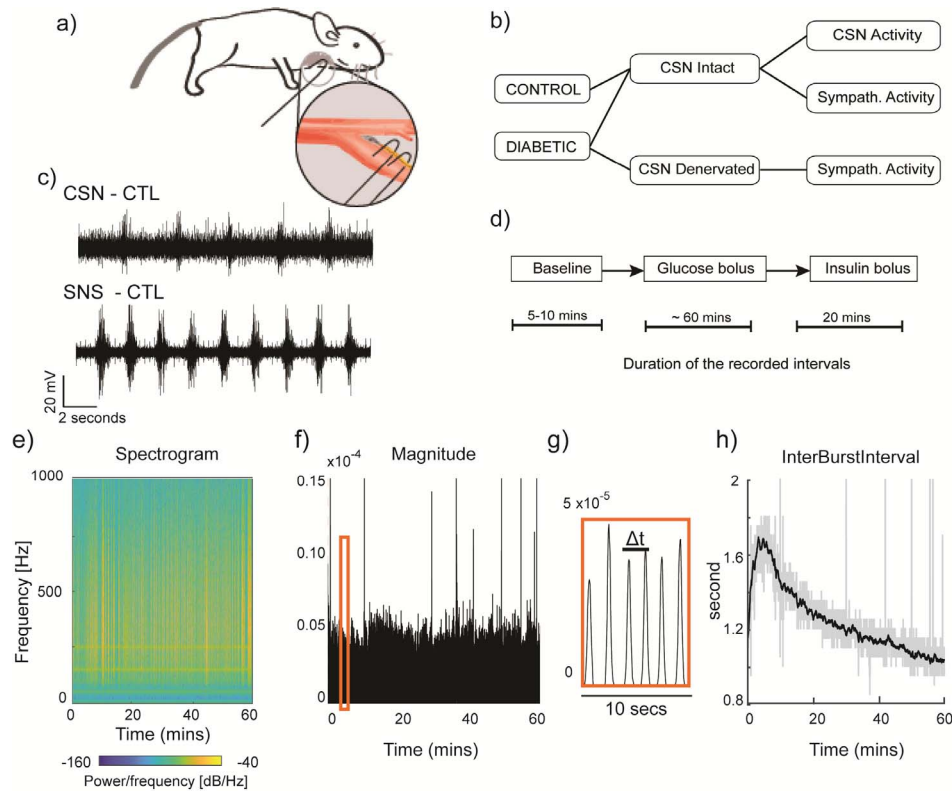 a)
b)
CONTROL
DIABETIC
CSN Intact
CSN Denervated
CSN Activity
Sympath. Activity
Sympath. Activity
c)
CSN - CTL
SNS - CTL
20 mV
2 seconds
d)
Baseline
Glucose bolus
Insulin bolus
5-10 mins
~ 60 mins
20 mins
Duration of the recorded intervals
e)
Spectrogram
1000
500
0
Frequency [Hz]
0 20 40 60
Time (mins)
-160 -40
Power/frequency [dB/Hz]
f)
x10^-4
Magnitude
0.15
0.10
0.05
0
0 20 40 60
Time (mins)
g)
5 x10^-5
Δt
0
10 secs
h)
InterBurstInterval
2
1.6
1.2
0.8
second
0 20 40 60
Time (mins)